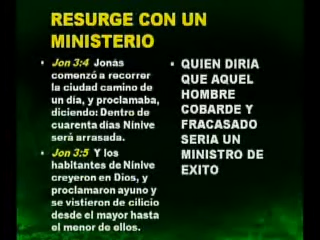 RESURGE CON UN
MINISTERIO
• Jon 3:4 Jonás
comenzó a recorrer
la ciudad camino de
un día, y proclamaba,
diciendo: Dentro de
cuarenta días Nínive
será arrasada.
• Jon 3:5 Y los
habitantes de Nínive
creyeron en Dios, y
proclamaron ayuno y
se vistieron de cilicio
desde el mayor hasta
el menor de ellos.
• QUIEN DIRIA
QUE AQUEL
HOMBRE
COBARDE Y
FRACASADO
SERIA UN
MINISTRO DE
EXITO